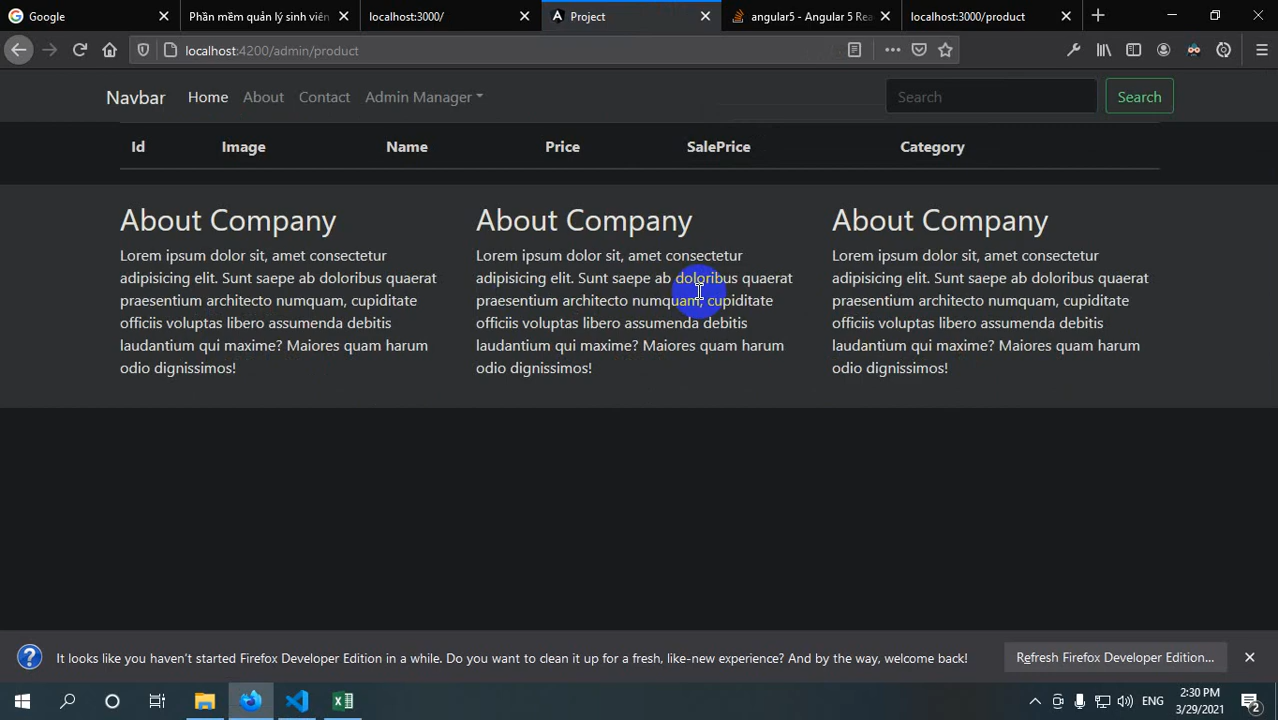 Google
Phần mềm quản lý sinh viên
localhost:3000/
Project
angular5 - Angular 5 Rea
localhost:3000/product
localhost:4200/admin/product
Navbar Home About Contact Admin Manager Search Search
Id Image Name Price SalePrice Category
About Company
Lorem ipsum dolor sit, amet consectetur
adipisicing elit. Sunt saepe ab doloribus quaerat
praesentium architecto numquam, cupiditate
officiis voluptas libero assumenda debitis
laudantium qui maxime? Maiores quam harum
odio dignissimos!
About Company
Lorem ipsum dolor sit, amet consectetur
adipisicing elit. Sunt saepe ab doloribus quaerat
praesentium architecto numquam, cupiditate
officiis voluptas libero assumenda debitis
laudantium qui maxime? Maiores quam harum
odio dignissimos!
About Company
Lorem ipsum dolor sit, amet consectetur
adipisicing elit. Sunt saepe ab doloribus quaerat
praesentium architecto numquam, cupiditate
officiis voluptas libero assumenda debitis
laudantium qui maxime? Maiores quam harum
odio dignissimos!
It looks like you haven't started Firefox Developer Edition in a while. Do you want to clean it up for a fresh, like-new experience? And by the way, welcome back!
Refresh Firefox Developer Edition...
ENG
2:30 PM
3/29/2021
2